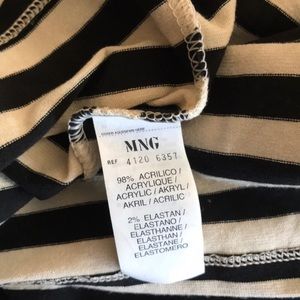 MNG
REF 4120 6357
98% ACRILICO /
ACRYLIQUE /
ACRYLIC / AKRYL /
AKRIL / ACRILIC
2% ELASTAN /
ELASTANO /
ELASTHANNE /
ELASTHAN /
ELASTANE /
ELASTOMERO